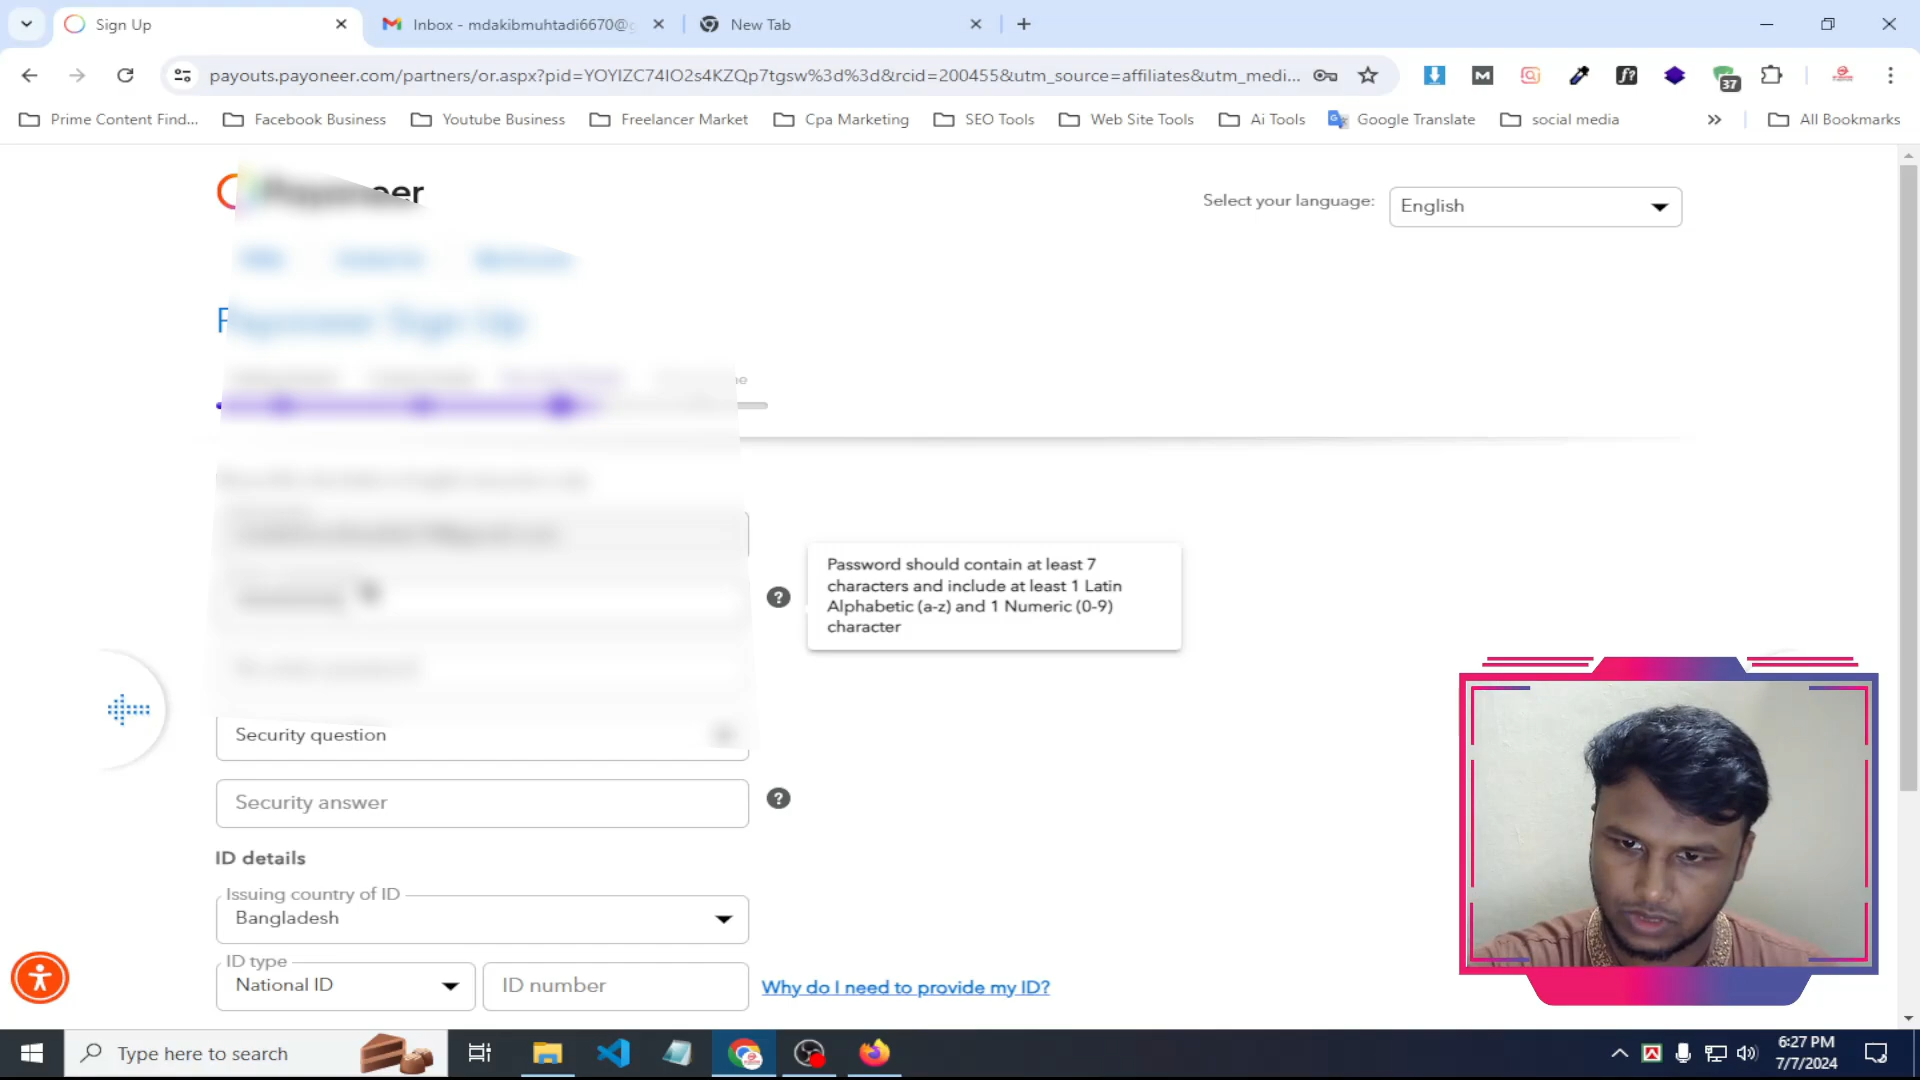 Sign Up
Inbox - mdakibmuhtadi6670@g
New Tab
payouts.payoneer.com/partners/or.aspx?pid=YOYIZC74IO2s4KZQp7tgsw%3d%3d&rcid=200455&utm_source=affiliates&utm_medi...
37
Prime Content Find...
Facebook Business
Youtube Business
Freelancer Market
Cpa Marketing
SEO Tools
Web Site Tools
Ai Tools
Google Translate
social media
All Bookmarks
Payoneer
Select your language:
English
Payoneer Sign Up
Password should contain at least 7
characters and include at least 1 Latin
Alphabetic (a-z) and 1 Numeric (0-9)
character
Security question
Security answer
ID details
Issuing country of ID
Bangladesh
ID type
National ID
ID number
Why do I need to provide my ID?
Type here to search
6:27 PM
7/7/2024